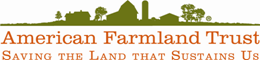 American Farmland Trust
Saving the Land that Sustains Us